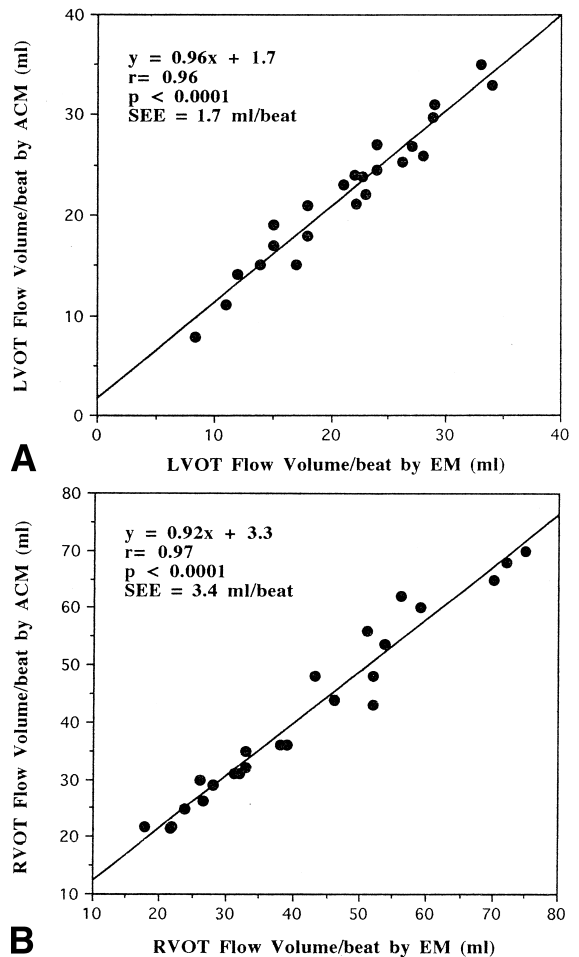 40
y = 0.96x + 1.7
r= 0.96
p < 0.0001
SEE = 1.7 ml/beat
30
20
10
0
LVOT Flow Volume/beat by ACM (ml)
0 10 20 30 40
A
LVOT Flow Volume/beat by EM (ml)
80
y = 0.92x + 3.3
r= 0.97
p < 0.0001
SEE = 3.4 ml/beat
70
60
50
40
30
20
10
RVOT Flow Volume/beat by ACM (ml)
10 20 30 40 50 60 70 80
B
RVOT Flow Volume/beat by EM (ml)